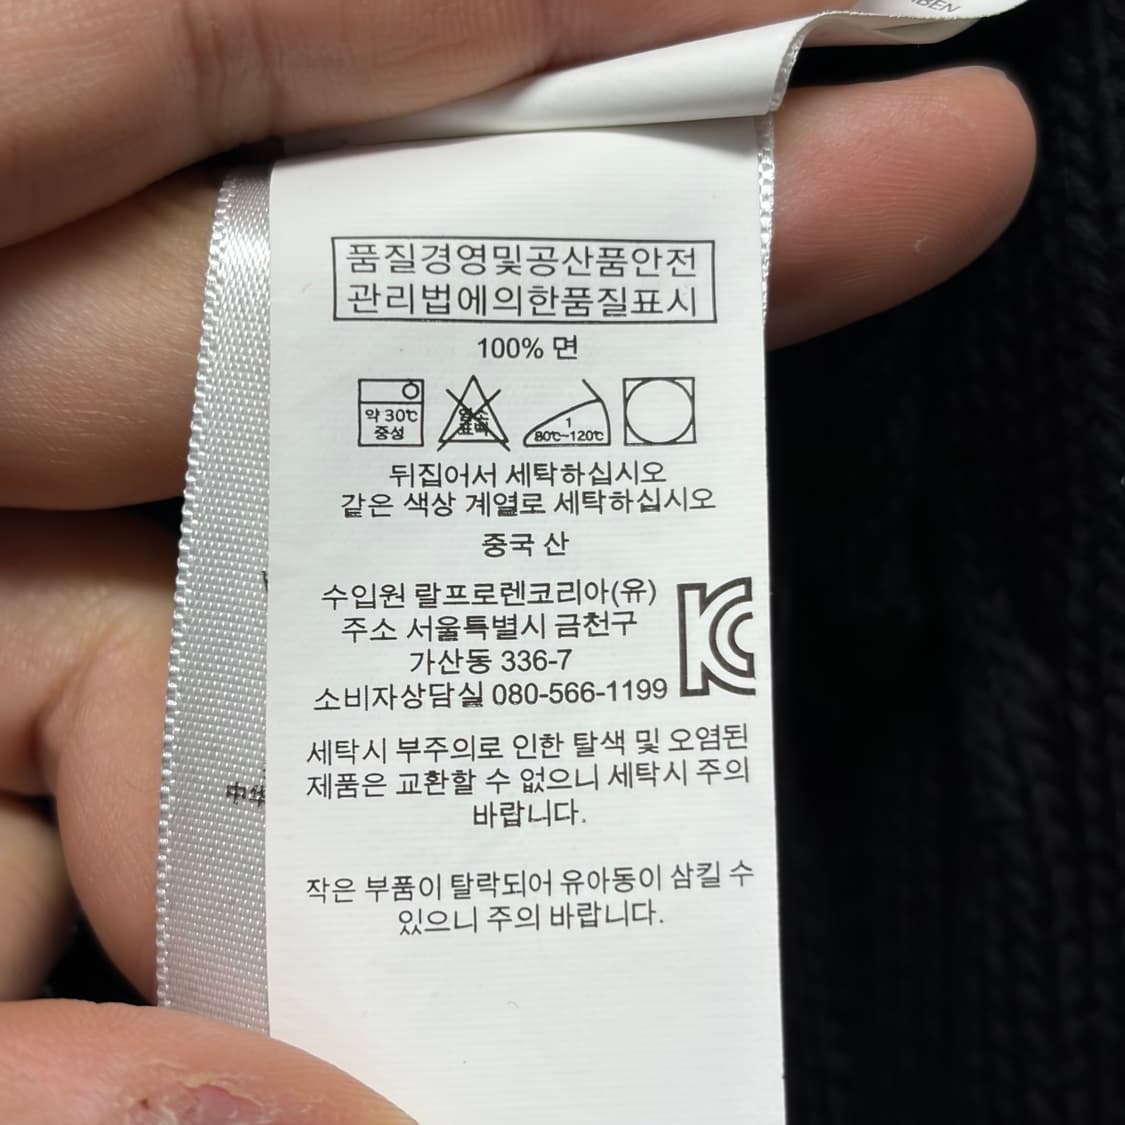 BEN
품질경영및공산품안전
관리법에의한품질표시
100% 면
약 30℃
중성
염소
표백
1
80℃~120℃
뒤집어서 세탁하십시오
같은 색상 계열로 세탁하십시오
중국 산
수입원 랄프로렌코리아(유)
주소 서울특별시 금천구
가산동 336-7
소비자상담실 080-566-1199
세탁시 부주의로 인한 탈색 및 오염된
제품은 교환할 수 없으니 세탁시 주의
바랍니다.
작은 부품이 탈락되어 유아동이 삼킬 수
있으니 주의 바랍니다.
中华